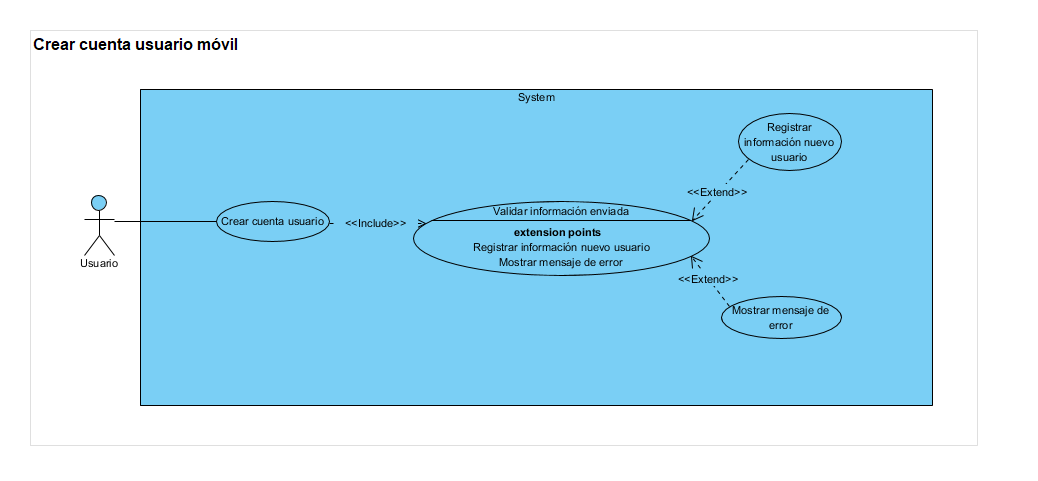 Crear cuenta usuario móvil
System
Registrar
información nuevo
usuario
<<Extend>>
Validar información enviada
Crear cuenta usuario
<<Include>>
extension points
Registrar información nuevo usuario
Mostrar mensaje de error
Usuario
<<Extend>>
Mostrar mensaje de
error